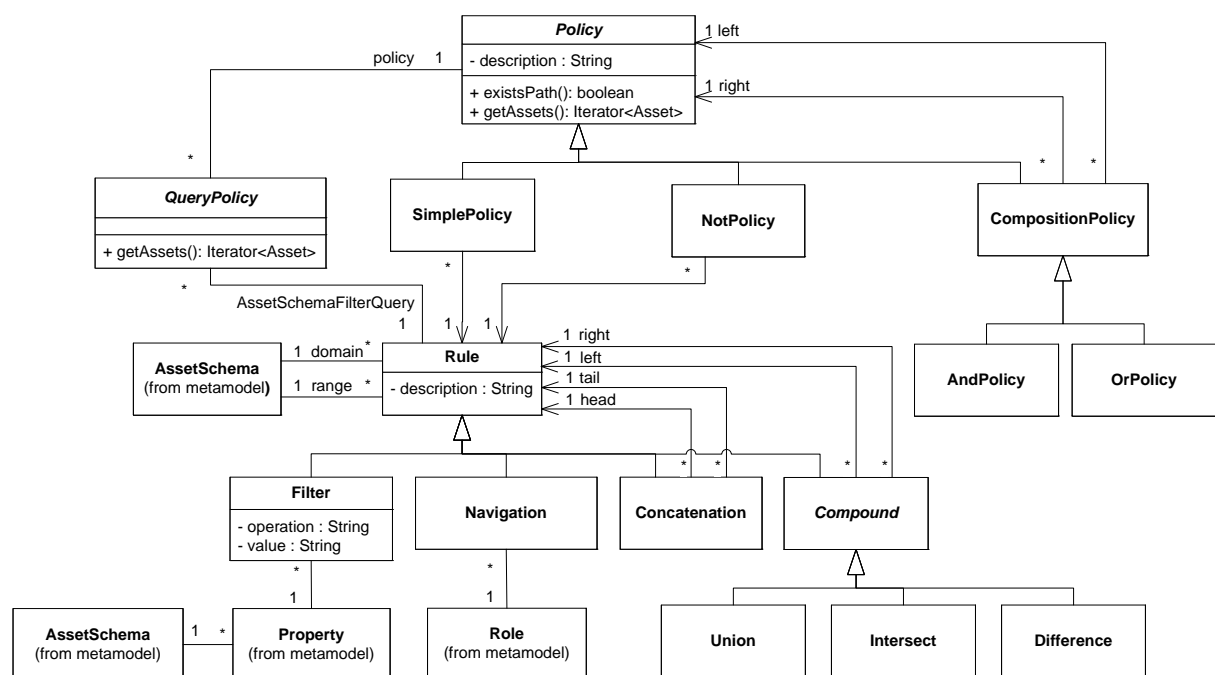 Policy
- description : String
+ existsPath(): boolean
+ getAssets(): Iterator<Asset>
1 left
1 right
policy 1
*
*
*
QueryPolicy
+ getAssets(): Iterator<Asset>
SimplePolicy
NotPolicy
CompositionPolicy
*
*
*
AssetSchemaFilterQuery
1
1
1
AssetSchema
(from metamodel)
1 domain *
1 range *
Rule
- description : String
1 right
1 left
1 tail
1 head
AndPolicy
OrPolicy
*
*
*
*
Filter
- operation : String
- value : String
Navigation
Concatenation
Compound
*
1
*
1
AssetSchema
(from metamodel)
1 *
Property
(from metamodel)
Role
(from metamodel)
Union
Intersect
Difference